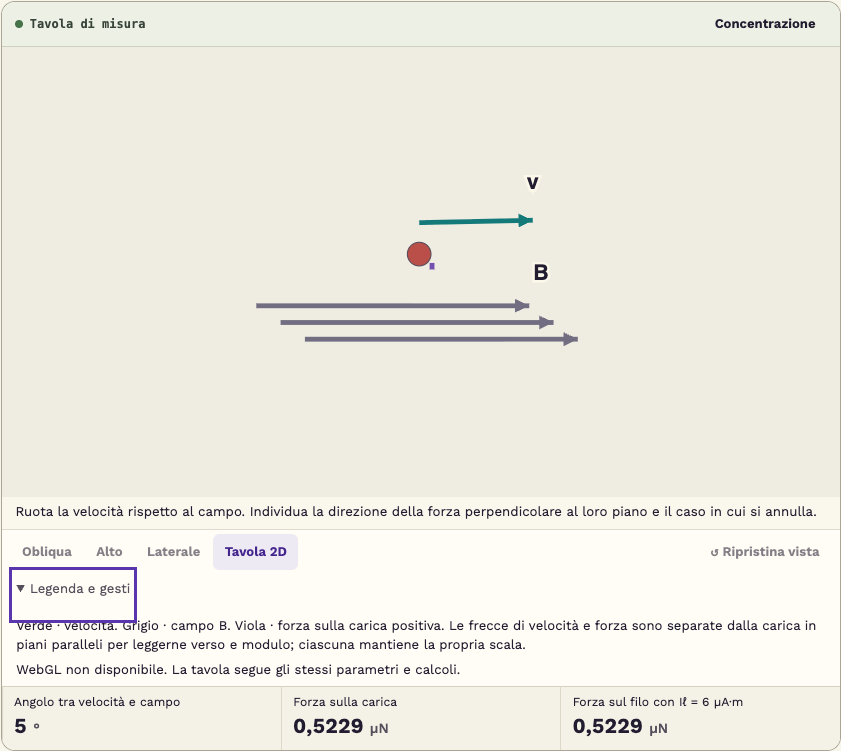 Tavola di misura
Concentrazione
v
B
Ruota la velocità rispetto al campo. Individua la direzione della forza perpendicolare al loro piano e il caso in cui si annulla.
Obliqua Alto Laterale Tavola 2D ↺ Ripristina vista
▼ Legenda e gesti
Verde · velocità. Grigio · campo B. Viola · forza sulla carica positiva. Le frecce di velocità e forza sono separate dalla carica in
piani paralleli per leggerne verso e modulo; ciascuna mantiene la propria scala.
WebGL non disponibile. La tavola segue gli stessi parametri e calcoli.
Angolo tra velocità e campo
5 °
Forza sulla carica
0,5229 μN
Forza sul filo con Iℓ = 6 μA·m
0,5229 μN